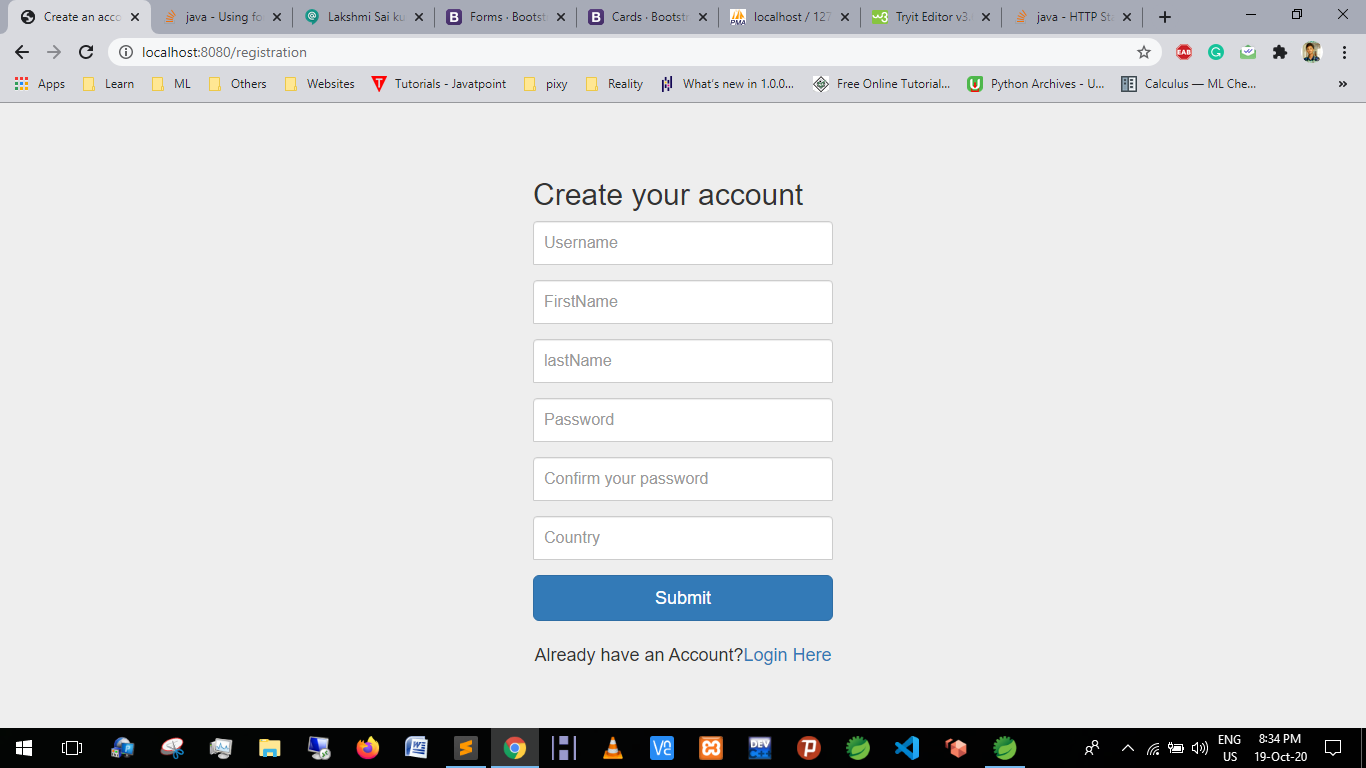 Create an acco
java - Using fo
Lakshmi Sai ku
Forms · Bootst
Cards · Bootstr
localhost / 127
Tryit Editor v3.
java - HTTP Sta
localhost:8080/registration
Apps
Learn
ML
Others
Websites
Tutorials - Javatpoint
pixy
Reality
What's new in 1.0.0...
Free Online Tutorial...
Python Archives - U...
Calculus — ML Che...
Create your account
Username
FirstName
lastName
Password
Confirm your password
Country
Submit
Already have an Account?Login Here
ENG
US
8:34 PM
19-Oct-20